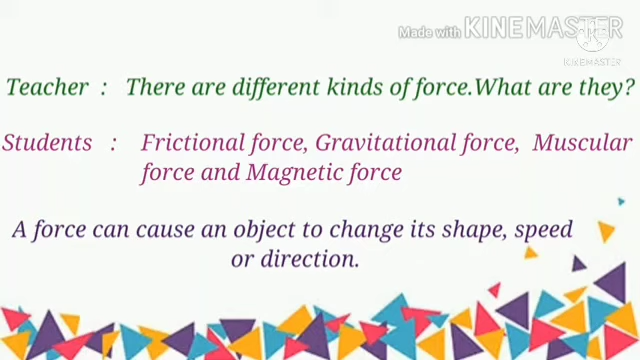 Made with KINEMASTER
KINEMASTER
Teacher : There are different kinds of force.What are they?
Students : Frictional force, Gravitational force, Muscular
force and Magnetic force
A force can cause an object to change its shape, speed
or direction.